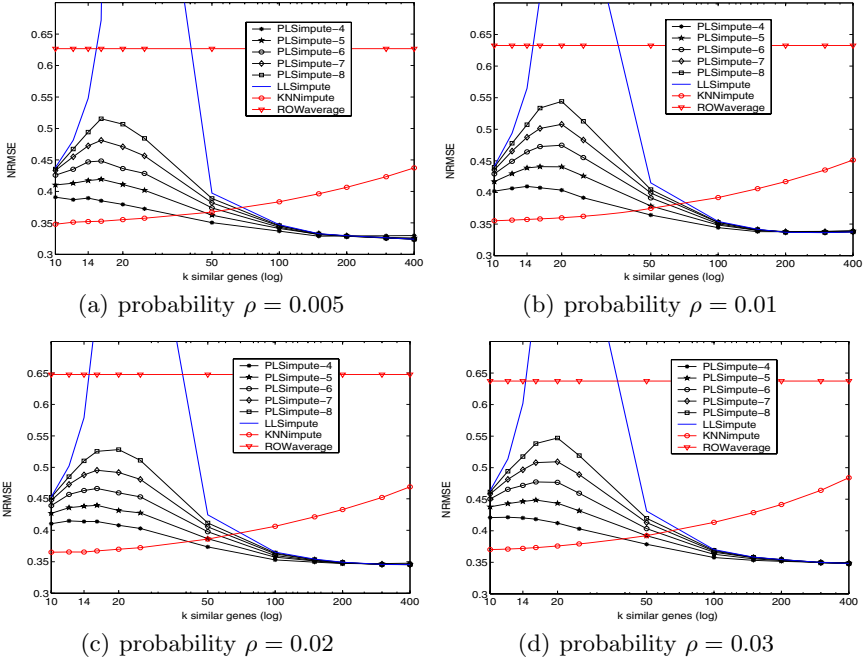 0.65
0.6
0.55
0.5
0.45
0.4
0.35
0.3
NRMSE
10 14 20 50 100 200 400
k similar genes (log)
PLSimpute-4
PLSimpute-5
PLSimpute-6
PLSimpute-7
PLSimpute-8
LLSimpute
KNNimpute
ROWaverage
(a) probability ρ = 0.005
0.65
0.6
0.55
0.5
0.45
0.4
0.35
0.3
NRMSE
10 14 20 50 100 200 400
k similar genes (log)
PLSimpute-4
PLSimpute-5
PLSimpute-6
PLSimpute-7
PLSimpute-8
LLSimpute
KNNimpute
ROWaverage
(b) probability ρ = 0.01
0.65
0.6
0.55
0.5
0.45
0.4
0.35
0.3
NRMSE
10 14 20 50 100 200 400
k similar genes (log)
PLSimpute-4
PLSimpute-5
PLSimpute-6
PLSimpute-7
PLSimpute-8
LLSimpute
KNNimpute
ROWaverage
(c) probability ρ = 0.02
0.65
0.6
0.55
0.5
0.45
0.4
0.35
0.3
NRMSE
10 14 20 50 100 200 400
k similar genes (log)
PLSimpute-4
PLSimpute-5
PLSimpute-6
PLSimpute-7
PLSimpute-8
LLSimpute
KNNimpute
ROWaverage
(d) probability ρ = 0.03